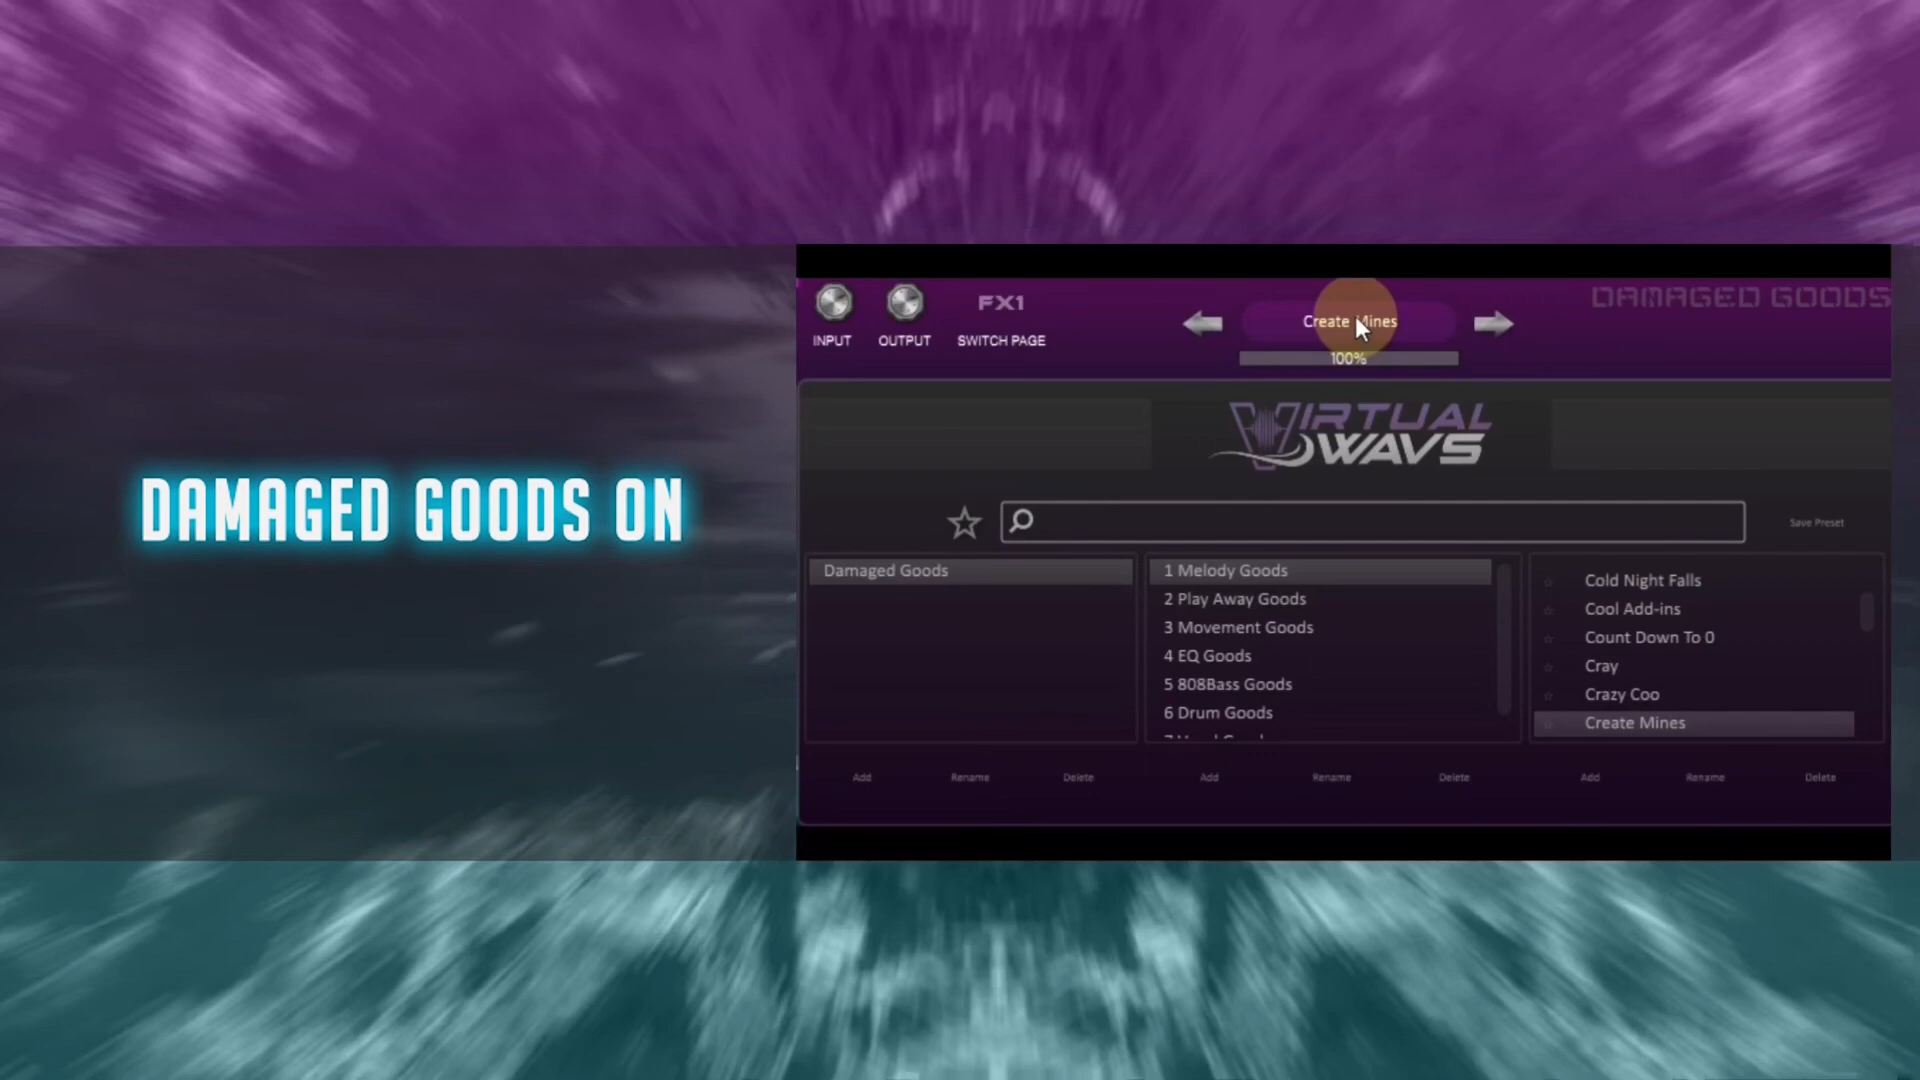 DAMAGED GOODS ON
FX1
INPUT
OUTPUT
SWITCH PAGE
Create Mines
100%
DAMAGED GOODS
VIRTUAL
WAVS
Save Preset
Damaged Goods
1 Melody Goods
2 Play Away Goods
3 Movement Goods
4 EQ Goods
5 808Bass Goods
6 Drum Goods
Cold Night Falls
Cool Add-ins
Count Down To 0
Cray
Crazy Coo
Create Mines
Add
Rename
Delete
Add
Rename
Delete
Add
Rename
Delete